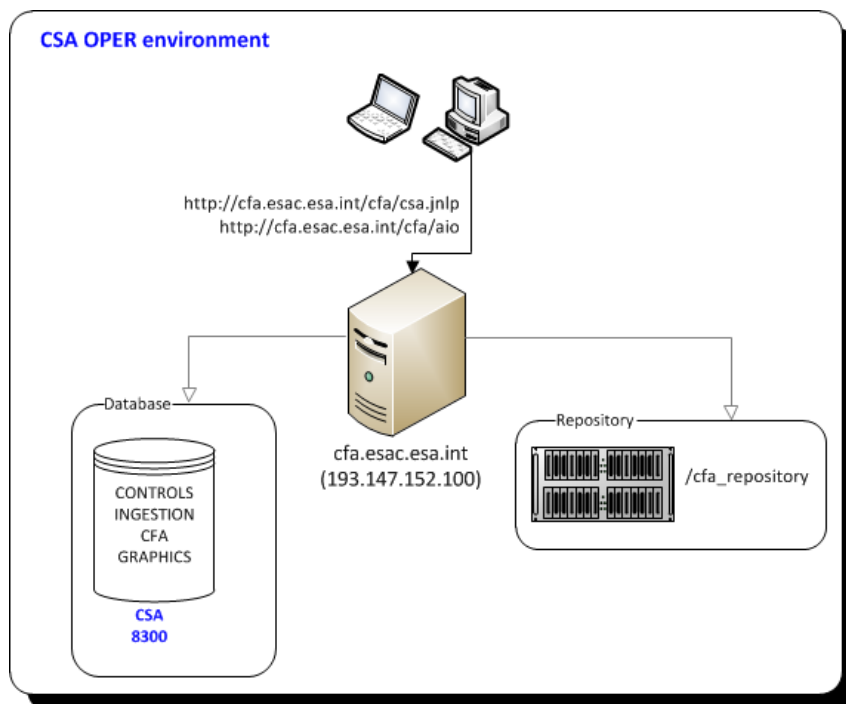 CSA OPER environment
http://cfa.esac.esa.int/cfa/csa.jnlp
http://cfa.esac.esa.int/cfa/aio
Database
CONTROLS
INGESTION
CFA
GRAPHICS
CSA
8300
cfa.esac.esa.int
(193.147.152.100)
Repository
/cfa_repository